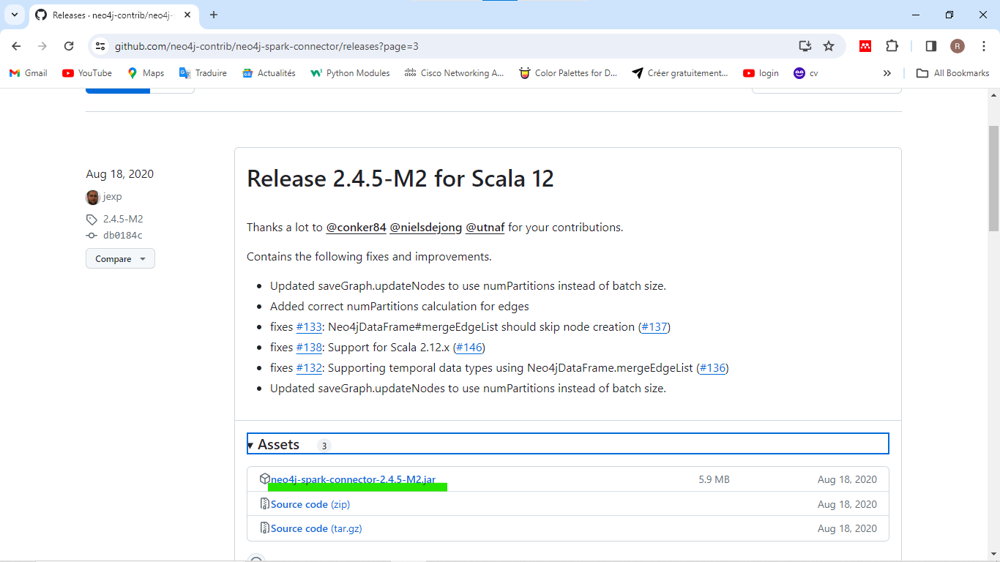 Releases · neo4j-contrib/neo4j-s
github.com/neo4j-contrib/neo4j-spark-connector/releases?page=3
R
Gmail YouTube Maps Traduire Actualités Python Modules Cisco Networking A... Color Palettes for D... Créer gratuitement... login cv » All Bookmarks
Aug 18, 2020
jexp
2.4.5-M2
db0184c
Compare
Release 2.4.5-M2 for Scala 12
Thanks a lot to @conker84 @nielsdejong @utnaf for your contributions.
Contains the following fixes and improvements.
• Updated saveGraph.updateNodes to use numPartitions instead of batch size.
• Added correct numPartitions calculation for edges
• fixes #133: Neo4jDataFrame#mergeEdgeList should skip node creation (#137)
• fixes #138: Support for Scala 2.12.x (#146)
• fixes #132: Supporting temporal data types using Neo4jDataFrame.mergeEdgeList (#136)
• Updated saveGraph.updateNodes to use numPartitions instead of batch size.
Assets 3
neo4j-spark-connector-2.4.5-M2.jar 5.9 MB Aug 18, 2020
Source code (zip) Aug 18, 2020
Source code (tar.gz) Aug 18, 2020